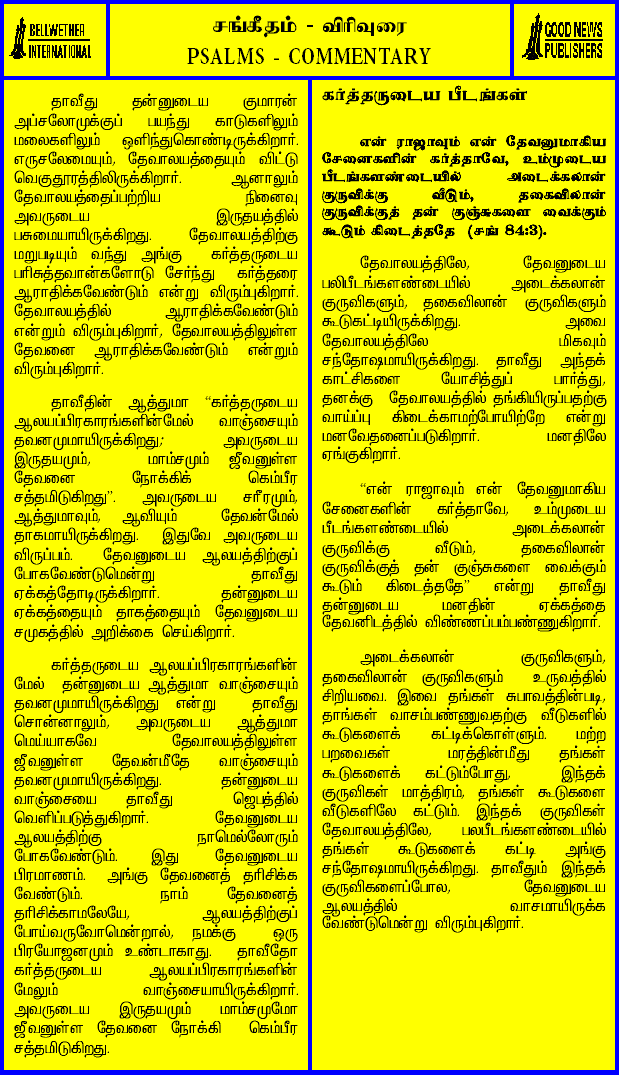 BELLWETHER
INTERNATIONAL
சங்கீதம் - விரிவுரை
PSALMS - COMMENTARY
GOOD NEWS
PUBLISHERS
தாவீது தன்னுடைய குமாரன்
அப்சலோமுக்குப் பயந்து காடுகளிலும்
மலைகளிலும் ஒளிந்துகொண்டிருக்கிறார்.
எருசலேமையும், தேவாலயத்தையும் விட்டு
வெகுதூரத்திலிருக்கிறார். ஆனாலும்
தேவாலயத்தைப்பற்றிய நினைவு
அவருடைய இருதயத்தில்
பசுமையாயிருக்கிறது. தேவாலயத்திற்கு
மறுபடியும் வந்து அங்கு கர்த்தருடைய
பரிசுத்தவான்களோடு சேர்ந்து கர்த்தரை
ஆராதிக்கவேண்டும் என்று விரும்புகிறார்.
தேவாலயத்தில் ஆராதிக்கவேண்டும்
என்றும் விரும்புகிறார், தேவாலயத்திலுள்ள
தேவனை ஆராதிக்கவேண்டும் என்றும்
விரும்புகிறார்.
தாவீதின் ஆத்துமா “கர்த்தருடைய
ஆலயப்பிரகாரங்களின்மேல் வாஞ்சையும்
தவனமுமாயிருக்கிறது; அவருடைய
இருதயமும், மாம்சமும் ஜீவனுள்ள
தேவனை நோக்கிக் கெம்பீர
சத்தமிடுகிறது”. அவருடைய சரீரமும்,
ஆத்துமாவும், ஆவியும் தேவன்மேல்
தாகமாயிருக்கிறது. இதுவே அவருடைய
விருப்பம். தேவனுடைய ஆலயத்திற்குப்
போகவேண்டுமென்று தாவீது
ஏக்கத்தோடிருக்கிறார். தன்னுடைய
ஏக்கத்தையும் தாகத்தையும் தேவனுடைய
சமுகத்தில் அறிக்கை செய்கிறார்.
கர்த்தருடைய ஆலயப்பிரகாரங்களின்
மேல் தன்னுடைய ஆத்துமா வாஞ்சையும்
தவனமுமாயிருக்கிறது என்று தாவீது
சொன்னாலும், அவருடைய ஆத்துமா
மெய்யாகவே தேவாலயத்திலுள்ள
ஜீவனுள்ள தேவன்மீதே வாஞ்சையும்
தவனமுமாயிருக்கிறது. தன்னுடைய
வாஞ்சையை தாவீது ஜெபத்தில்
வெளிப்படுத்துகிறார். தேவனுடைய
ஆலயத்திற்கு நாமெல்லோரும்
போகவேண்டும். இது தேவனுடைய
பிரமாணம். அங்கு தேவனைத் தரிசிக்க
வேண்டும். நாம் தேவனைத்
தரிசிக்காமலேயே, ஆலயத்திற்குப்
போய்வருவோமென்றால், நமக்கு ஒரு
பிரயோஜனமும் உண்டாகாது. தாவீதோ
கர்த்தருடைய ஆலயப்பிரகாரங்களின்
மேலும் வாஞ்சையாயிருக்கிறார்.
அவருடைய இருதயமும் மாம்சமுமோ
ஜீவனுள்ள தேவனை நோக்கி கெம்பீர
சத்தமிடுகிறது.
கர்த்தருடைய பீடங்கள்
என் ராஜாவும் என் தேவனுமாகிய
சேனைகளின் கர்த்தாவே, உம்முடைய
பீடங்களண்டையில் அடைக்கலான்
குருவிக்கு வீடும், தகைவிலான்
குருவிக்குத் தன் குஞ்சுகளை வைக்கும்
கூடும் கிடைத்ததே (சங் 84:3).
தேவாலயத்திலே, தேவனுடைய
பலிபீடங்களண்டையில் அடைக்கலான்
குருவிகளும், தகைவிலான் குருவிகளும்
கூடுகட்டியிருக்கிறது. அவை
தேவாலயத்திலே மிகவும்
சந்தோஷமாயிருக்கிறது. தாவீது அந்தக்
காட்சிகளை யோசித்துப் பார்த்து,
தனக்கு தேவாலயத்தில் தங்கியிருப்பதற்கு
வாய்ப்பு கிடைக்காமற்போயிற்றே என்று
மனவேதனைப்படுகிறார். மனதிலே
ஏங்குகிறார்.
“என் ராஜாவும் என் தேவனுமாகிய
சேனைகளின் கர்த்தாவே, உம்முடைய
பீடங்களண்டையில் அடைக்கலான்
குருவிக்கு வீடும், தகைவிலான்
குருவிக்குத் தன் குஞ்சுகளை வைக்கும்
கூடும் கிடைத்ததே” என்று தாவீது
தன்னுடைய மனதின் ஏக்கத்தை
தேவனிடத்தில் விண்ணப்பம்பண்ணுகிறார்.
அடைக்கலான் குருவிகளும்,
தகைவிலான் குருவிகளும் உருவத்தில்
சிறியவை. இவை தங்கள் சுபாவத்தின்படி,
தாங்கள் வாசம்பண்ணுவதற்கு வீடுகளில்
கூடுகளைக் கட்டிக்கொள்ளும். மற்ற
பறவைகள் மரத்தின்மீது தங்கள்
கூடுகளைக் கட்டும்போது, இந்தக்
குருவிகள் மாத்திரம், தங்கள் கூடுகளை
வீடுகளிலே கட்டும். இந்தக் குருவிகள்
தேவாலயத்திலே, பலபீடங்களண்டையில்
தங்கள் கூடுகளைக் கட்டி அங்கு
சந்தோஷமாயிருக்கிறது. தாவீதும் இந்தக்
குருவிகளைப்போல, தேவனுடைய
ஆலயத்தில் வாசமாயிருக்க
வேண்டுமென்று விரும்புகிறார்.